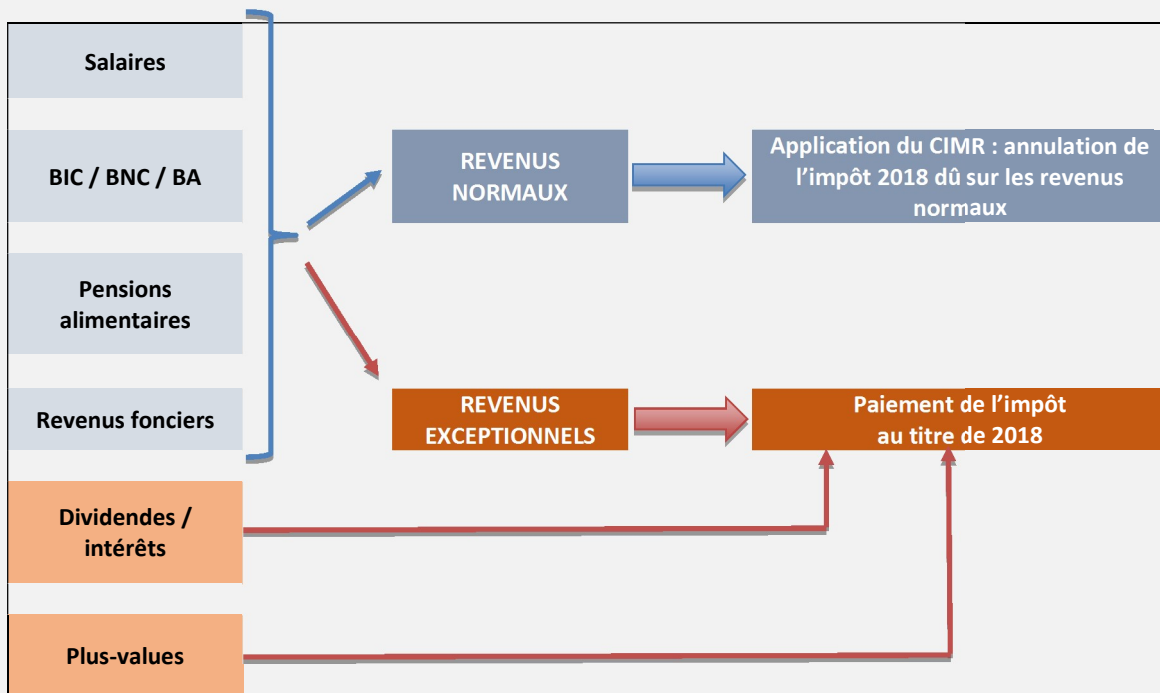 Salaires
BIC / BNC / BA
Pensions
alimentaires
Revenus fonciers
Dividendes /
intérêts
Plus-values
REVENUS
NORMAUX
Application du CIMR : annulation de
l’impôt 2018 dû sur les revenus
normaux
REVENUS
EXCEPTIONNELS
Paiement de l’impôt
au titre de 2018